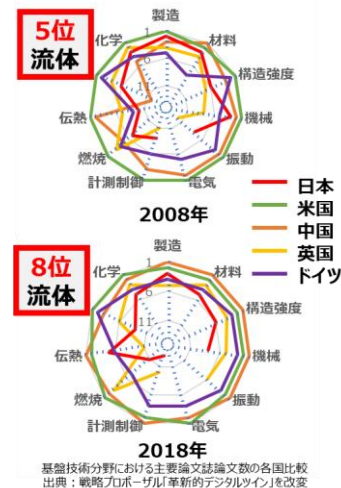 5位
流体
製造
1
6
11
材料
構造強度
機械
振動
電気
計測制御
燃焼
伝熱
化学
2008年
日本
米国
中国
英国
ドイツ
8位
流体
製造
1
6
11
材料
構造強度
機械
振動
電気
計測制御
燃焼
伝熱
化学
2018年
基盤技術分野における主要論文誌論文数の各国比較
出典：戦略プロポーザル「革新的デジタルツイン」を改変